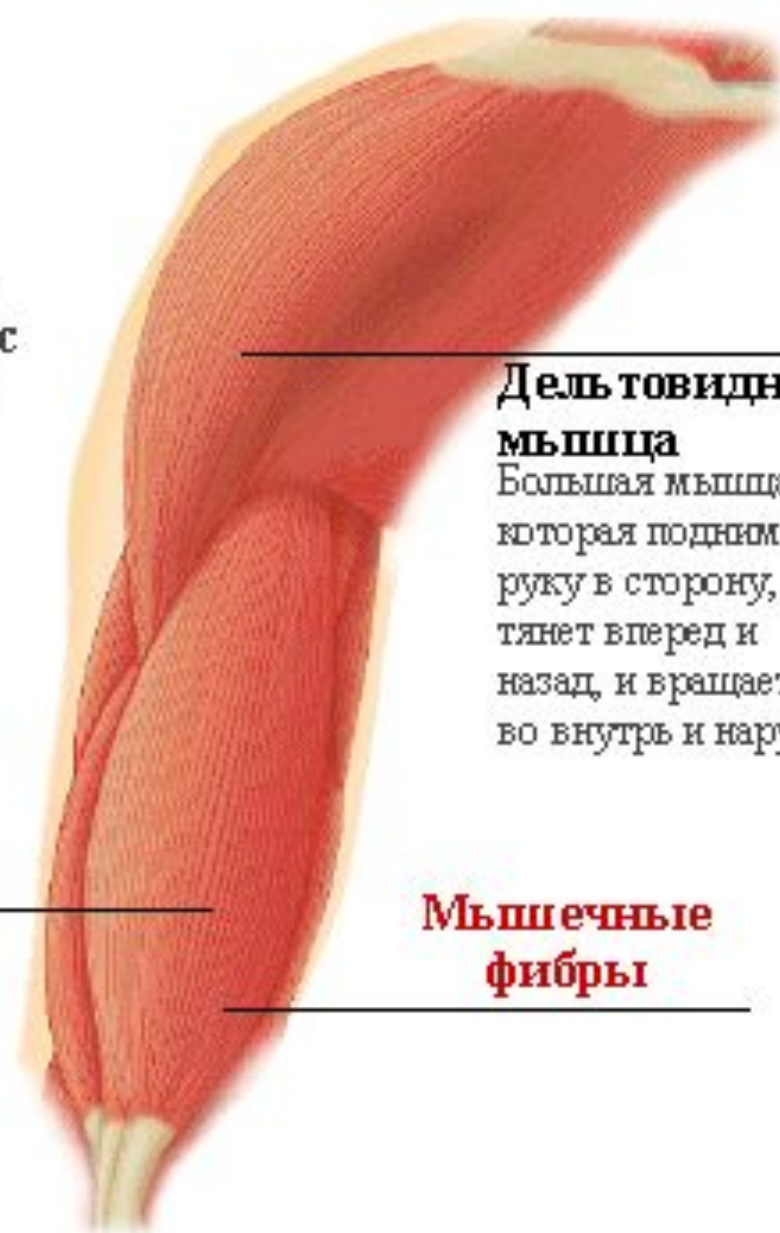 с
Дельтовидн
мышца
Большая мышца
которая подним
руку в сторону,
тянет вперед и
назад, и вращает
во внутрь и нару
Мышечные
фибры